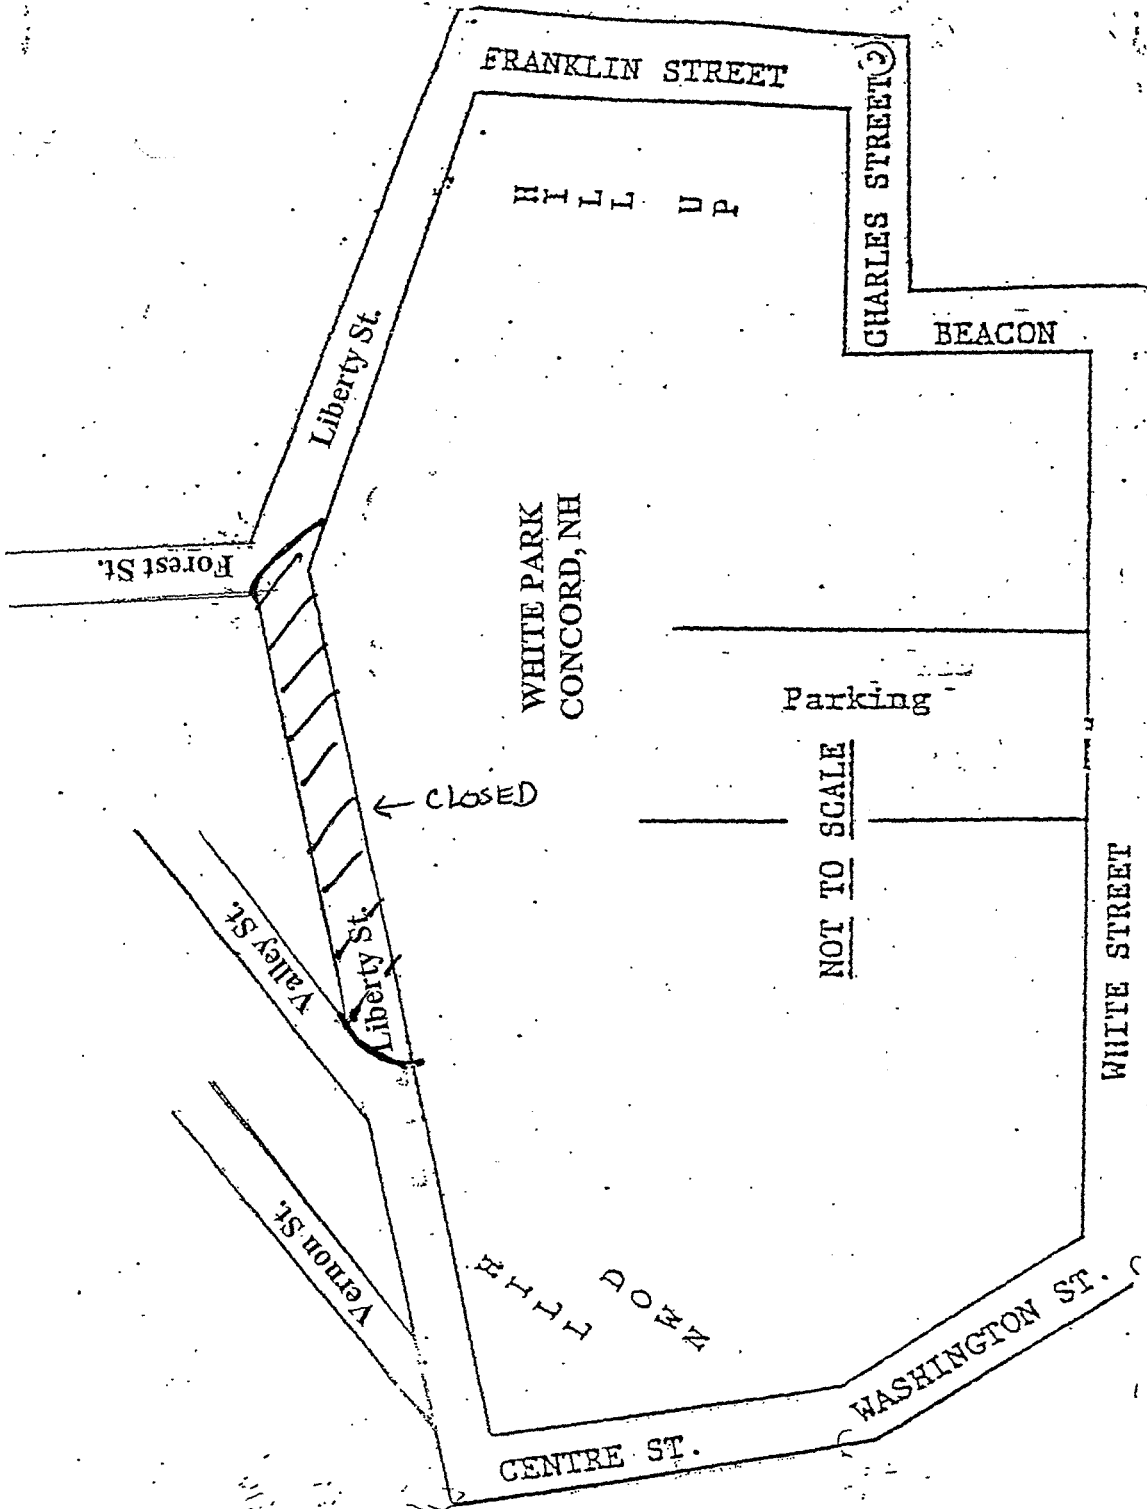 FRANKLIN STREET
CHARLES STREET
HILL UP
BEACON
Liberty St.
Forest St.
WHITE PARK
CONCORD, NH
Parking
← CLOSED
NOT TO SCALE
Valley St.
Liberty St.
WHITE STREET
Vernon St.
HILL DOWN
WASHINGTON ST.
CENTRE ST.